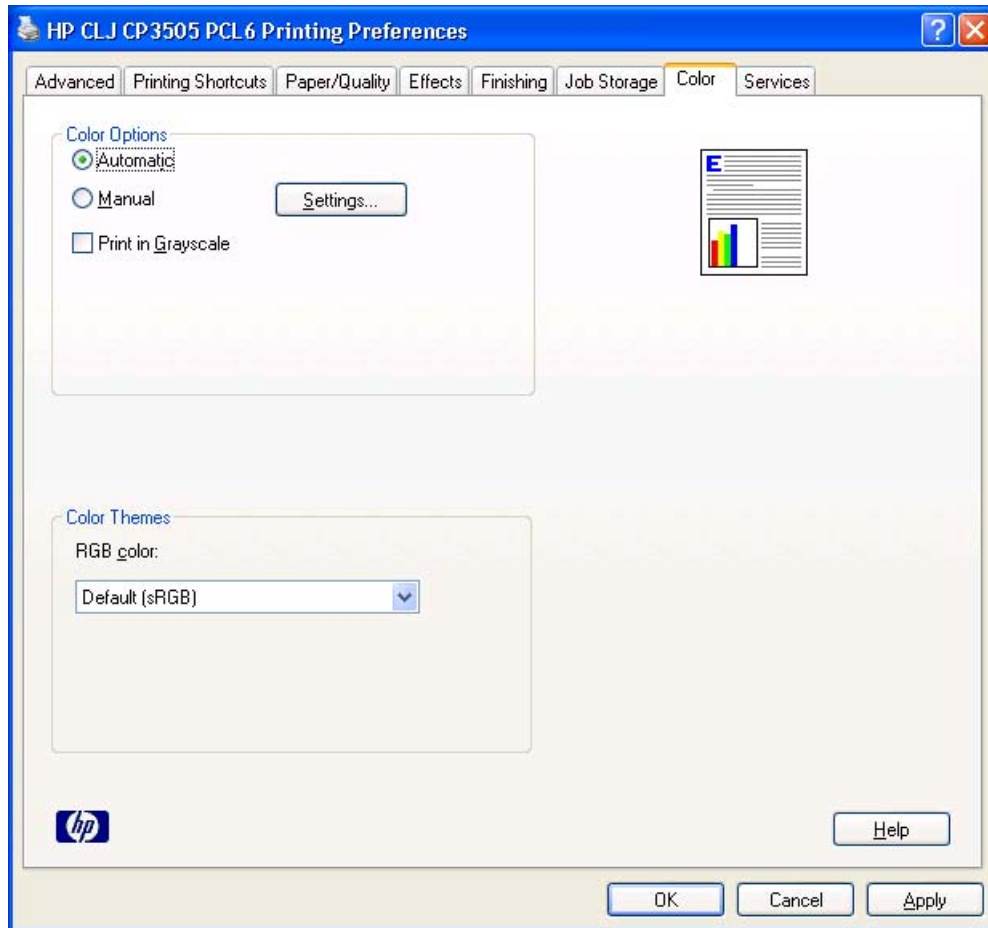 HP CLJ CP3505 PCL6 Printing Preferences
Advanced Printing Shortcuts Paper/Quality Effects Finishing Job Storage Color Services
Color Options
Automatic
Manual Settings...
Print in Grayscale
E
Color Themes
RGB color:
Default (sRGB)
hp
Help
OK Cancel Apply